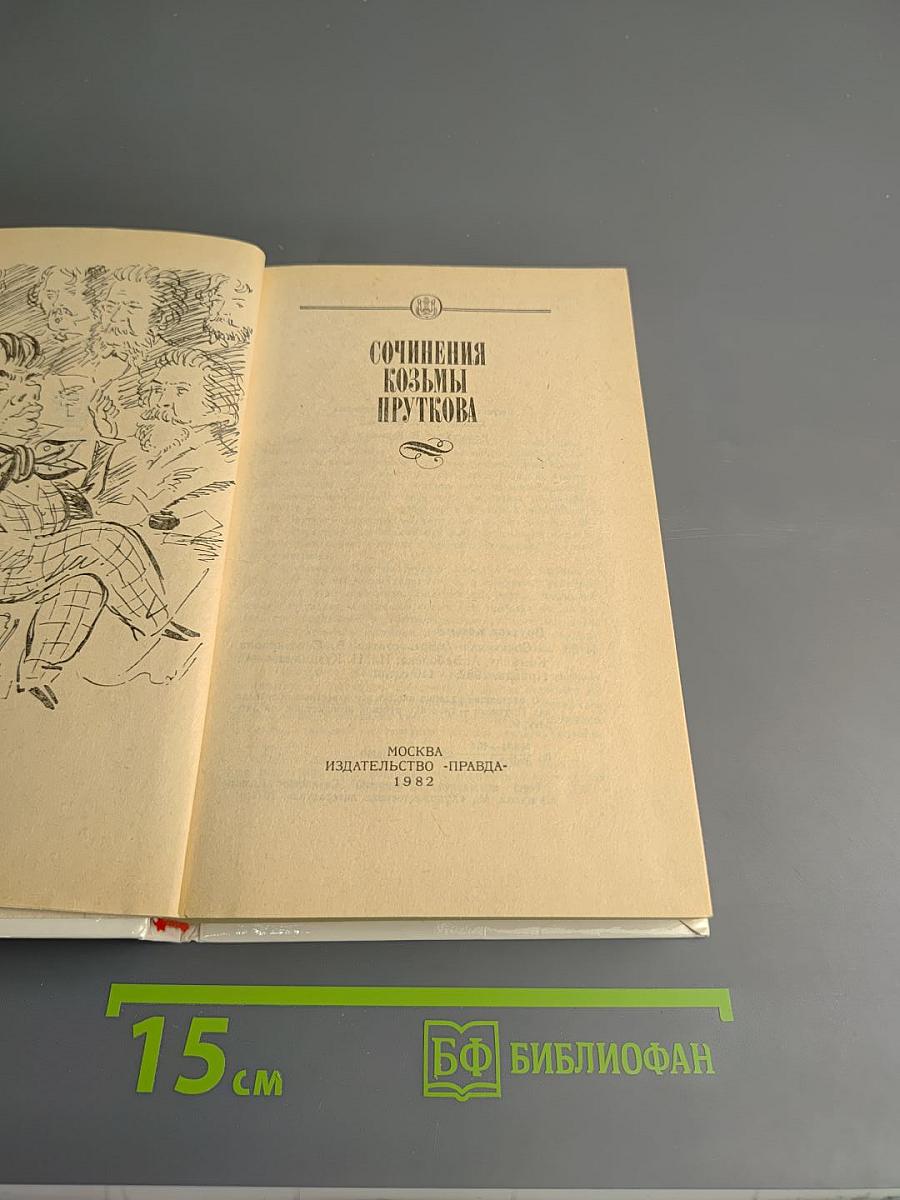 СОЧИНЕНИЯ
КОЗЬМЫ
ПРУТКОВА
МОСКВА
ИЗДАТЕЛЬСТВО «ПРАВДА»
1982
15 см
БФ БИБЛИОФАН